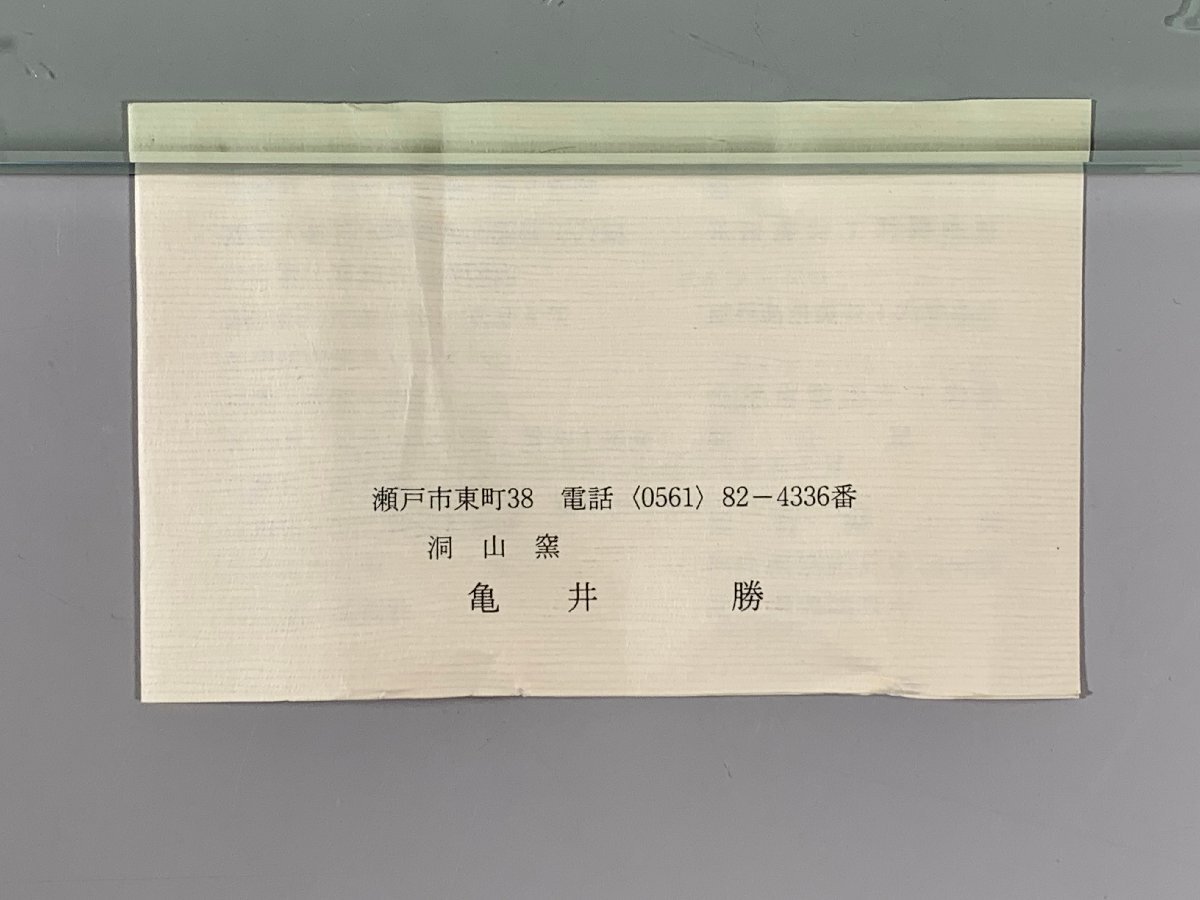 瀬戸市東町38　電話〈0561〉82－4336番
洞　山　窯
亀　井　　　勝